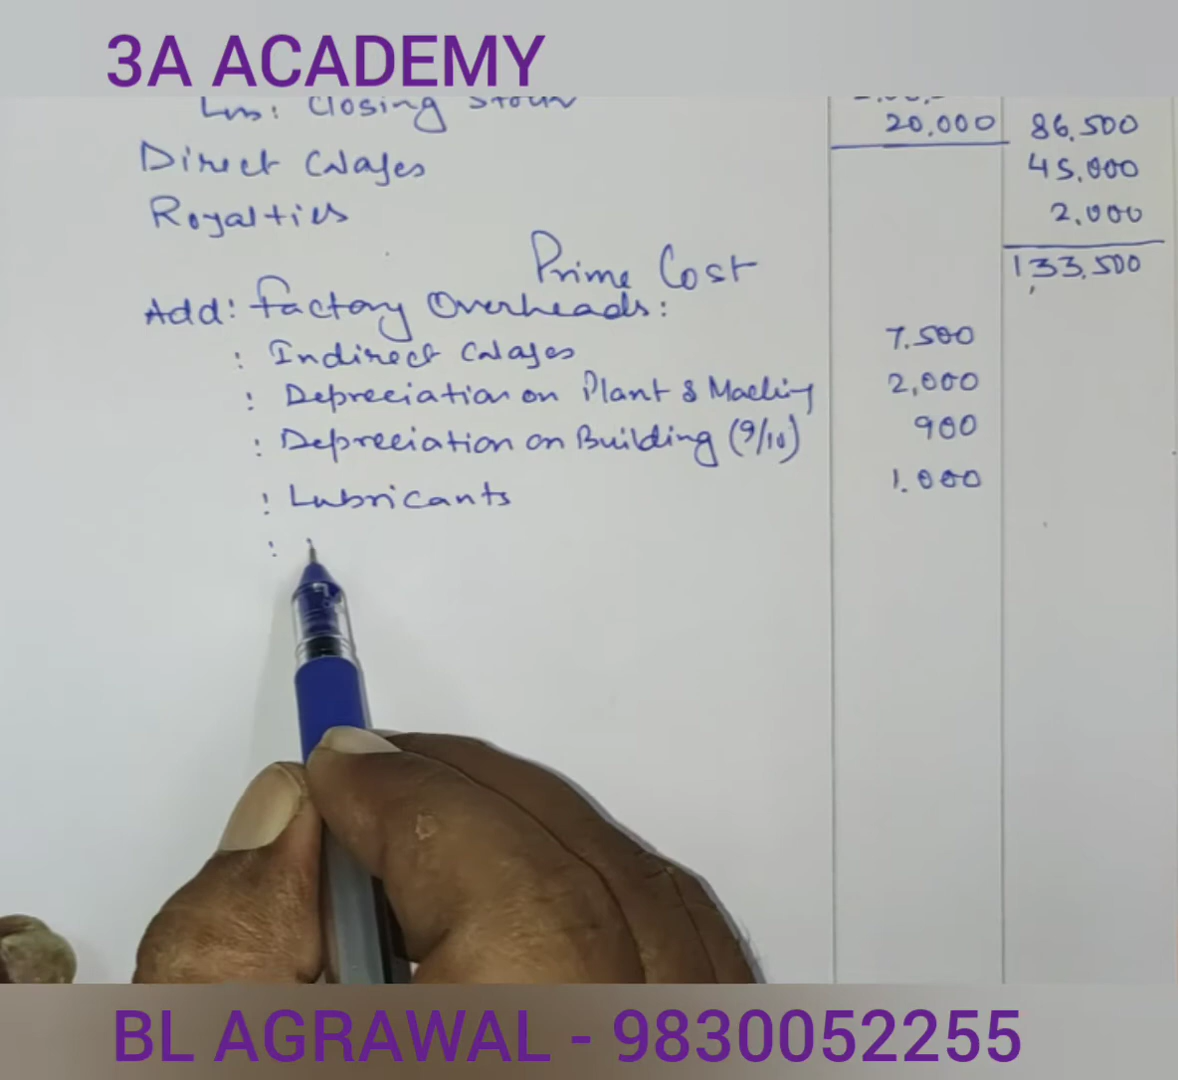 3A ACADEMY
Less: Closing Stock
20,000 86,500
Direct Wages 45,000
Royalties 2,000
Prime Cost 133,500
Add: Factory Overheads:
: Indirect Wages 7,500
: Depreciation on Plant & Machinery 2,000
: Depreciation on Building (9/10) 900
: Lubricants 1,000
:
BL AGRAWAL - 9830052255